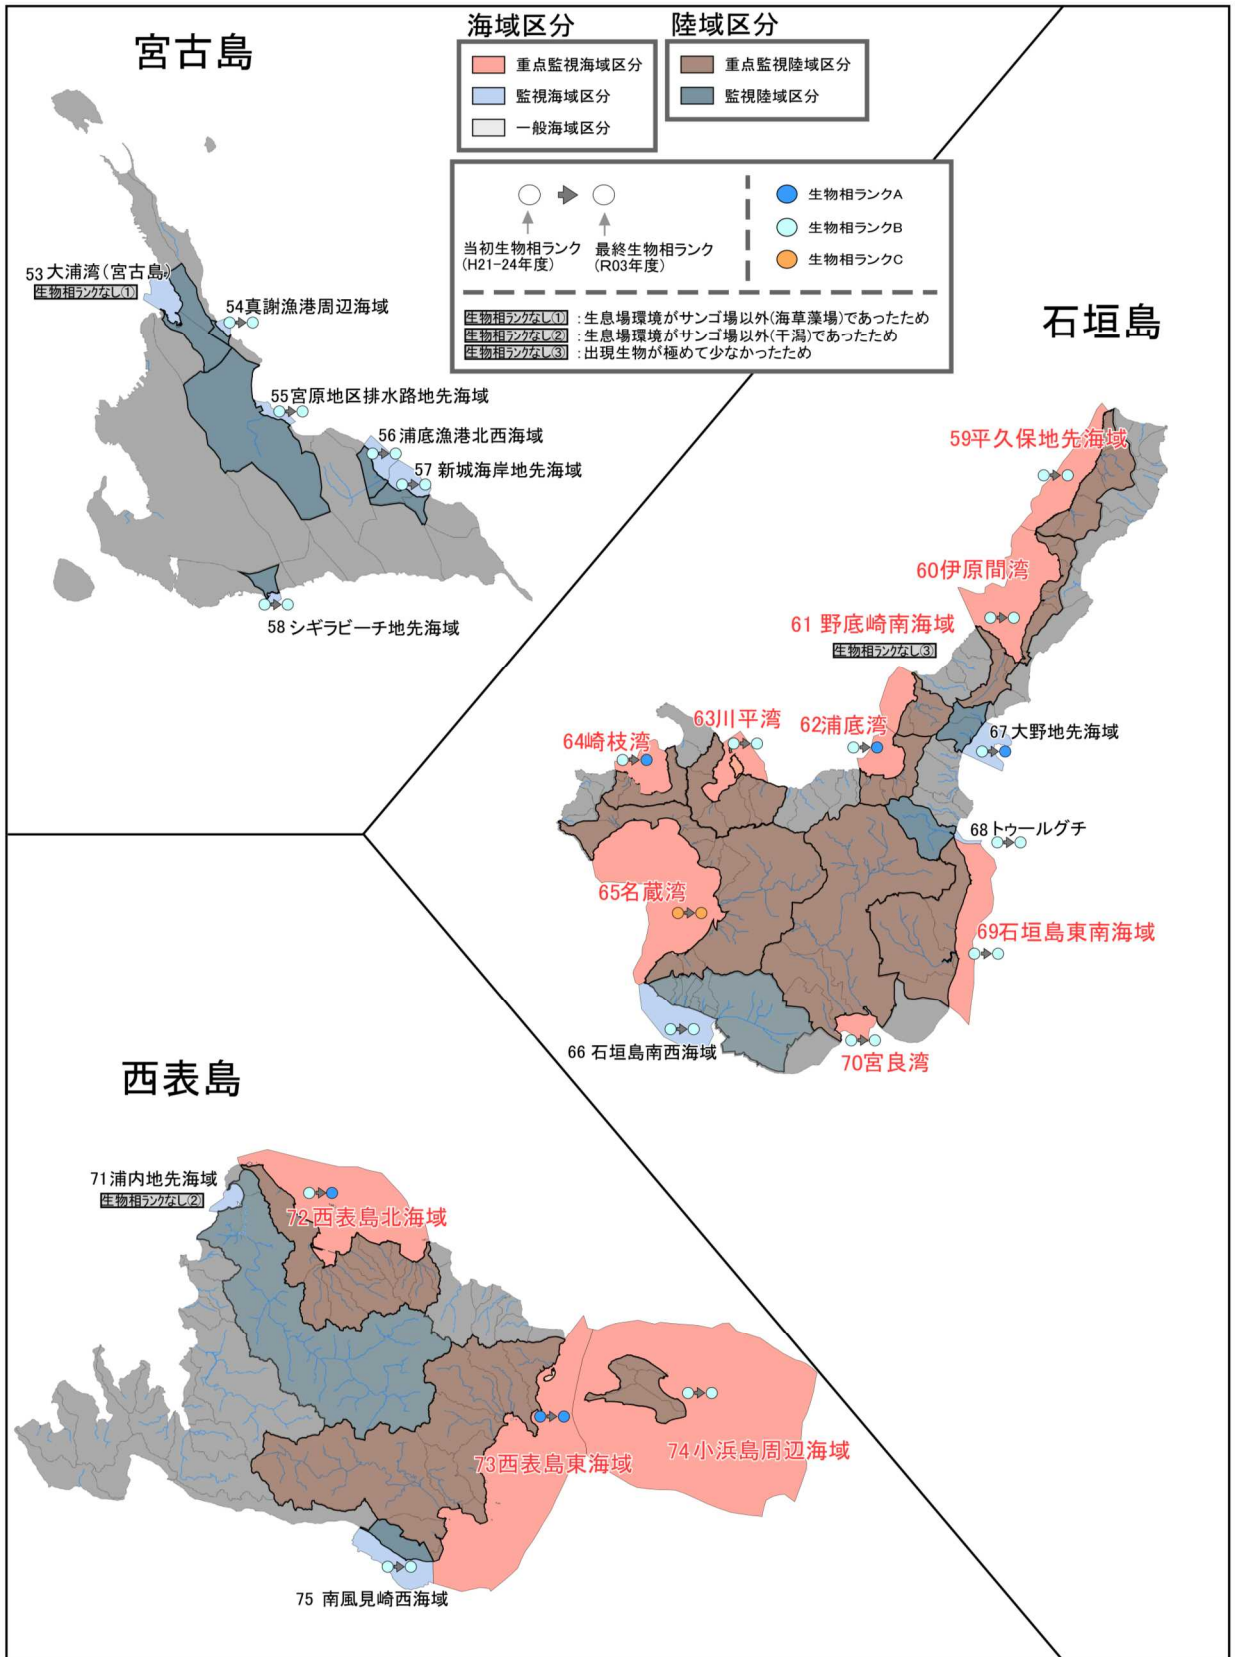 宮古島
海域区分
重点監視海域区分
監視海域区分
一般海域区分
陸域区分
重点監視陸域区分
監視陸域区分
当初生物相ランク
(H21-24年度)
最終生物相ランク
(R03年度)
生物相ランクA
生物相ランクB
生物相ランクC
生物相ランクなし① :生息場環境がサンゴ場以外(海草藻場)であったため
生物相ランクなし② :生息場環境がサンゴ場以外(干潟)であったため
生物相ランクなし③ :出現生物が極めて少なかったため
53 大浦湾(宮古島)
生物相ランクなし①
54真謝漁港周辺海域
55宮原地区排水路地先海域
56 浦底漁港北西海域
57 新城海岸地先海域
58 シギラビーチ地先海域
石垣島
59平久保地先海域
60伊原間湾
61 野底崎南海域
生物相ランクなし③
62浦底湾
63川平湾
64崎枝湾
65名蔵湾
66 石垣島南西海域
67大野地先海域
68トゥールグチ
69石垣島東南海域
70宮良湾
西表島
71浦内地先海域
生物相ランクなし②
72西表島北海域
73西表島東海域
74小浜島周辺海域
75 南風見崎西海域